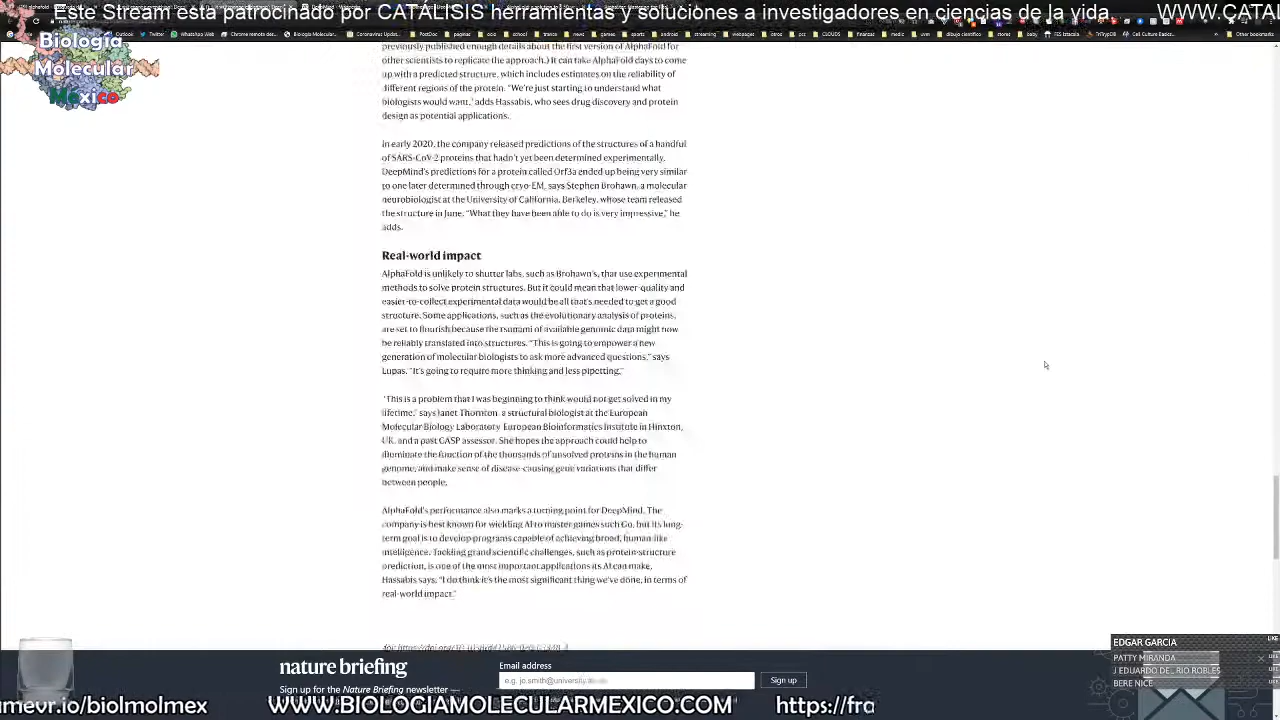 Este Stream esta patrocinado por CATALISIS herramientas y soluciones a investigadores en ciencias de la vida.
WWW.CATALI
Biología
Molecular
México
previously published enough details about the first version of AlphaFold for
other scientists to replicate the approach.) It can take AlphaFold days to come
up with a predicted structure, which includes estimates on the reliability of
different regions of the protein. “We’re just starting to understand what
biologists would want,” adds Hassabis, who sees drug discovery and protein
design as potential applications.
In early 2020, the company released predictions of the structures of a handful
of SARS-CoV-2 proteins that hadn’t yet been determined experimentally.
DeepMind’s predictions for a protein called Orf3a ended up being very similar
to one later determined through cryo-EM, says Stephen Brohawn, a molecular
neurobiologist at the University of California, Berkeley, whose team released
the structure in June. “What they have been able to do is very impressive,” he
adds.
Real-world impact
AlphaFold is unlikely to shutter labs, such as Brohawn’s, that use experimental
methods to solve protein structures. But it could mean that lower-quality and
easier-to-collect experimental data would be all that’s needed to get a good
structure. Some applications, such as the evolutionary analysis of proteins,
are set to flourish because the tsunami of available genomic data might now
be reliably translated into structures. “This is going to empower a new
generation of molecular biologists to ask more advanced questions,” says
Lupas. “It’s going to require more thinking and less pipetting.”
“This is a problem that I was beginning to think would not get solved in my
lifetime,” says Janet Thornton, a structural biologist at the European
Molecular Biology Laboratory-European Bioinformatics Institute in Hinxton,
UK, and a past CASP assessor. She hopes the approach could help to
illuminate the function of the thousands of unsolved proteins in the human
genome, and make sense of disease-causing gene variations that differ
between people.
AlphaFold’s performance also marks a turning point for DeepMind. The
company is best known for wielding AI to master games such Go, but its long-
term goal is to develop programs capable of achieving broad, human-like
intelligence. Tackling grand scientific challenges, such as protein-structure
prediction, is one of the most important applications its AI can make,
Hassabis says. “I do think it’s the most significant thing we’ve done, in terms of
real-world impact.”
nature briefing
Sign up for the Nature Briefing newsletter —
Email address
e.g. jo.smith@university.ac.uk
Sign up
EDGAR GARCIA
PATTY MIRANDA
J EDUARDO DEL RIO ROBLES
BERE NICE
amevr.io/biolmolmex
WWW.BIOLOGIAMOLECULARMEXICO.COM
https://fra